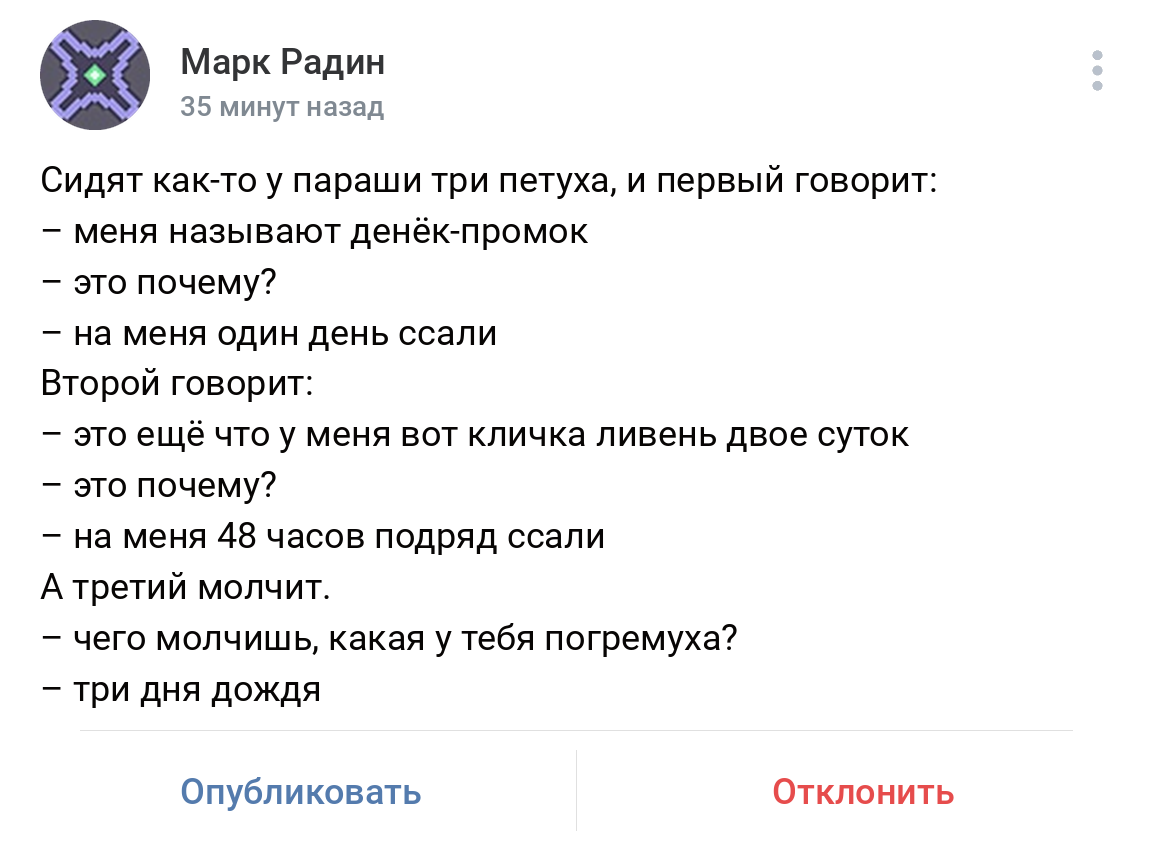 Марк Радин
35 минут назад
Сидят как-то у параши три петуха, и первый говорит:
– меня называют денёк-промок
– это почему?
– на меня один день ссали
Второй говорит:
– это ещё что у меня вот кличка ливень двое суток
– это почему?
– на меня 48 часов подряд ссали
А третий молчит.
– чего молчишь, какая у тебя погремуха?
– три дня дождя
Опубликовать
Отклонить